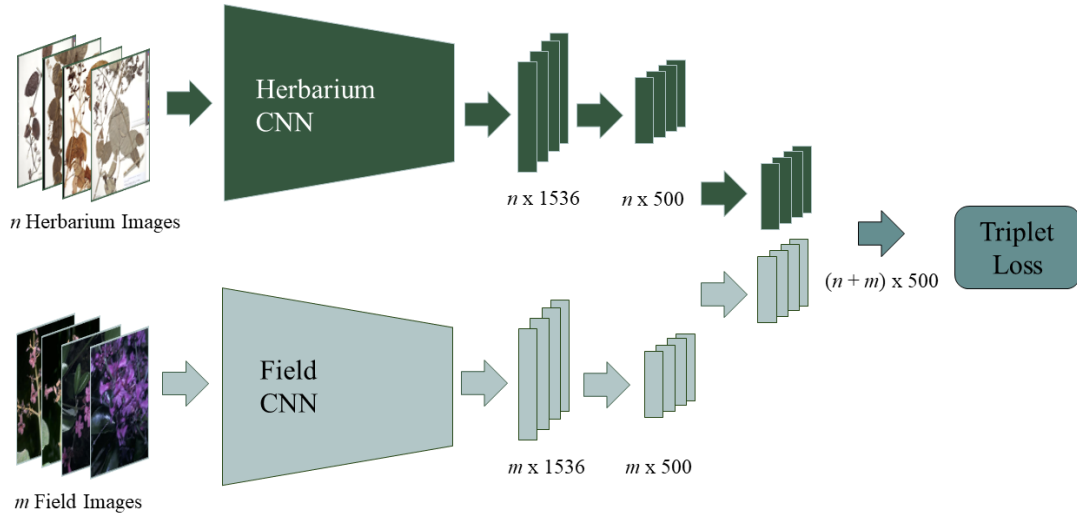 Herbarium
CNN
n Herbarium Images
n x 1536
n x 500
(n + m) x 500
Triplet
Loss
Field
CNN
m Field Images
m x 1536
m x 500